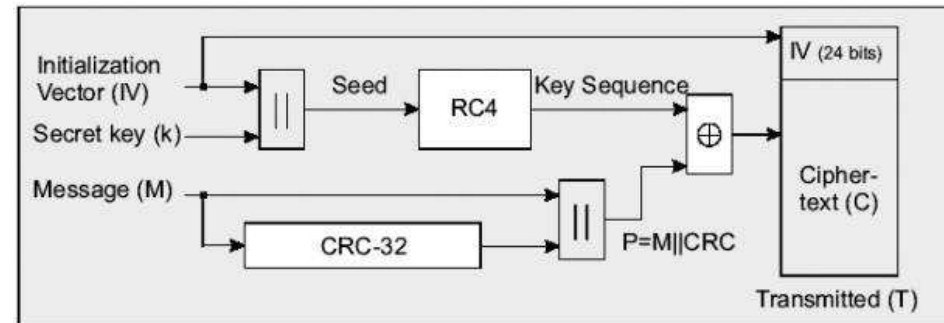 Initialization
Vector (IV)
Secret key (k)
Message (M)
||
Seed
RC4
Key Sequence
CRC-32
||
P=M||CRC
⊕
IV (24 bits)
Cipher-
text (C)
Transmitted (T)